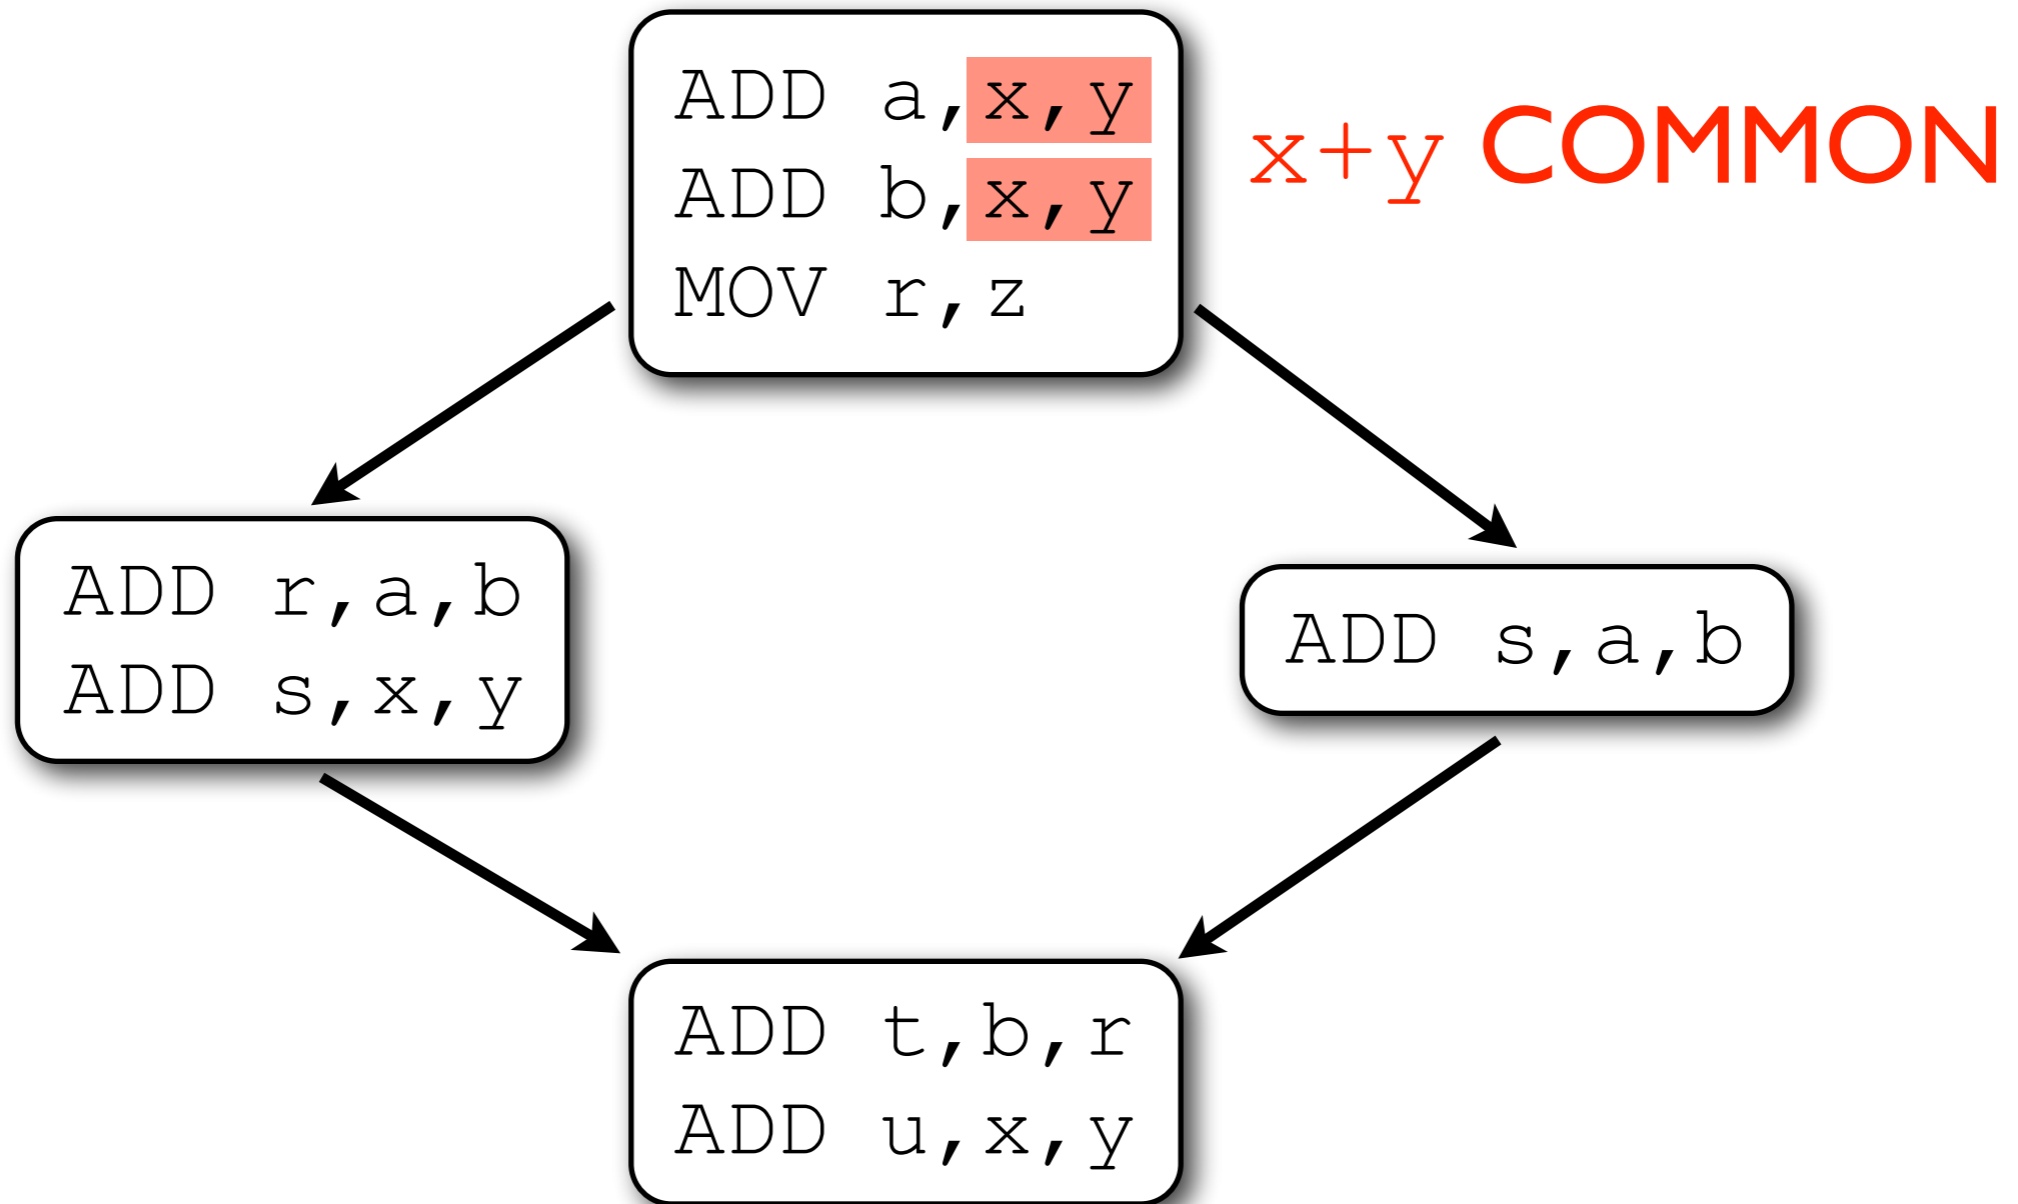 ADD a,x,y
ADD b,x,y
MOV r,z
x+y COMMON
ADD r,a,b
ADD s,x,y
ADD s,a,b
ADD t,b,r
ADD u,x,y